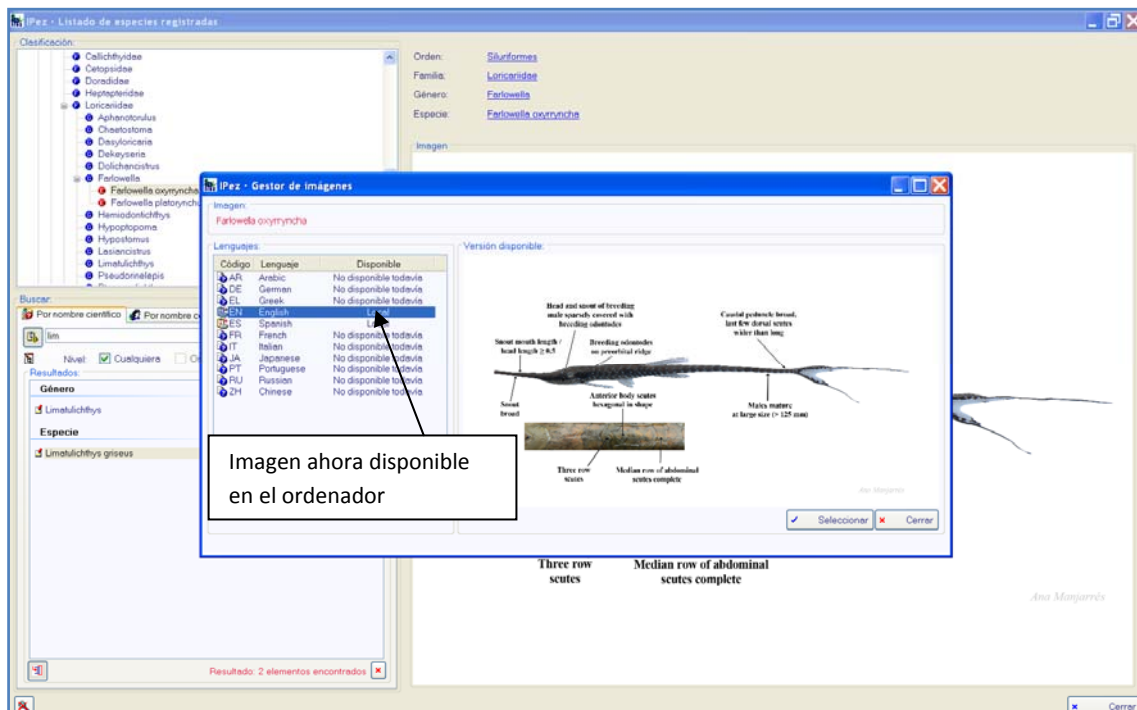 IPez - Listado de especies registradas
Clasificación:
Callichthyidae
Cetopsidae
Doradidae
Heptapteridae
Loricariidae
Aphanotorulus
Chaetostoma
Dasyloricaria
Dekeyseria
Dolichancistrus
Farlowella
Farlowella oxyrryncha
Farlowella platorynchu
Hemiodontichthys
Hypoptopoma
Hypostomus
Lasiancistrus
Limatulichthys
Pseudorinelepis
Orden: Siluriformes
Familia: Loricariidae
Género: Farlowella
Especie: Farlowella oxyrryncha
Imagen
Buscar:
Por nombre científico
Por nombre c
lim
Nivel: Cualquiera
Resultados:
Género
Limatulichthys
Especie
Limatulichthys griseus
Resultado: 2 elementos encontrados
IPez - Gestor de imágenes
Imagen:
Farlowella oxyrryncha
Lenguajes:
Código Lenguaje Disponible
AR Arabic No disponible todavía
DE German No disponible todavía
EL Greek No disponible todavía
EN English Local
ES Spanish
FR French No disponible todavía
IT Italian No disponible todavía
JA Japanese No disponible todavía
PT Portuguese No disponible todavía
RU Russian No disponible todavía
ZH Chinese No disponible todavía
Imagen ahora disponible
en el ordenador
Versión disponible:
Head and snout of breeding
male sparsely covered with
breeding odontodes
Caudal peduncle broad,
last few dorsal scutes
wider than long
Snout mouth length /
head length ≥ 0.5
Breeding odontodes
no preorbital ridge
Snout
broad
Anterior body scutes
hexagonal in shape
Males mature
at large size (> 125 mm)
Three row
scutes
Median row of abdominal
scutes complete
Ana Manjarrés
Seleccionar
Cerrar
Three row
scutes
Median row of abdominal
scutes complete
Ana Manjarrés
Cerrar